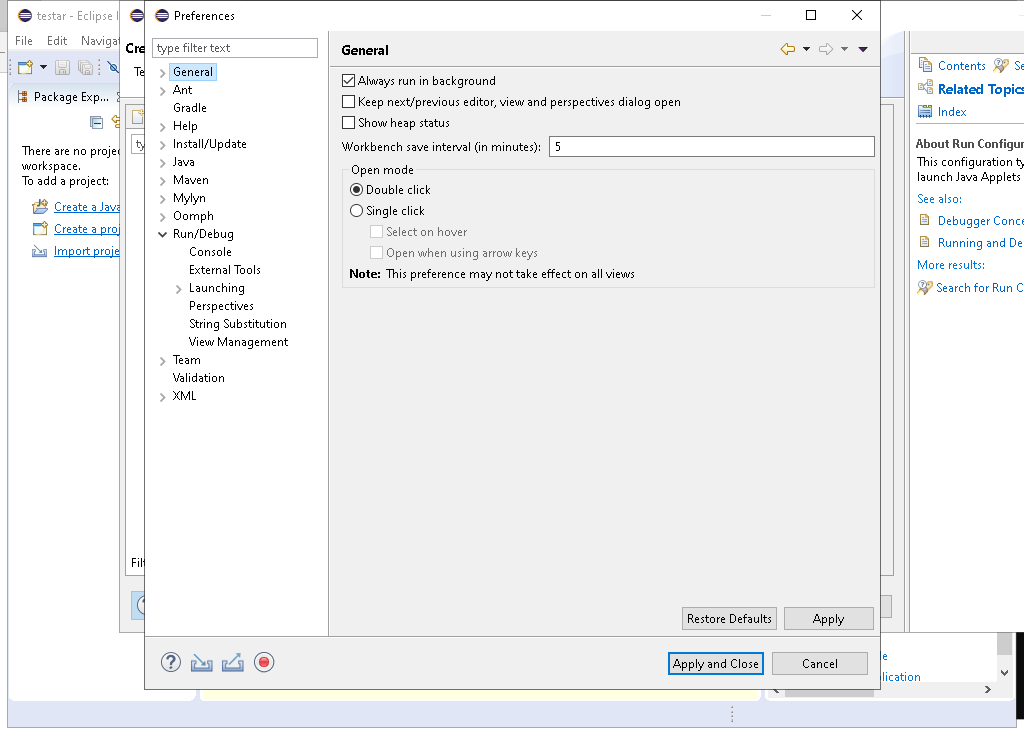 testar - Eclipse I
File Edit Navigat
Package Exp...
There are no projec
workspace.
To add a project:
Create a Java
Create a proj
Import proje
Cre
Te
ty
Filt
Preferences
type filter text
General
Ant
Gradle
Help
Install/Update
Java
Maven
Mylyn
Oomph
Run/Debug
Console
External Tools
Launching
Perspectives
String Substitution
View Management
Team
Validation
XML
General
Always run in background
Keep next/previous editor, view and perspectives dialog open
Show heap status
Workbench save interval (in minutes): 5
Open mode
Double click
Single click
Select on hover
Open when using arrow keys
Note: This preference may not take effect on all views
Restore Defaults Apply
Apply and Close Cancel
Contents Se
Related Topics
Index
About Run Configur
This configuration ty
launch Java Applets
See also:
Debugger Conce
Running and De
More results:
Search for Run C
le
lication